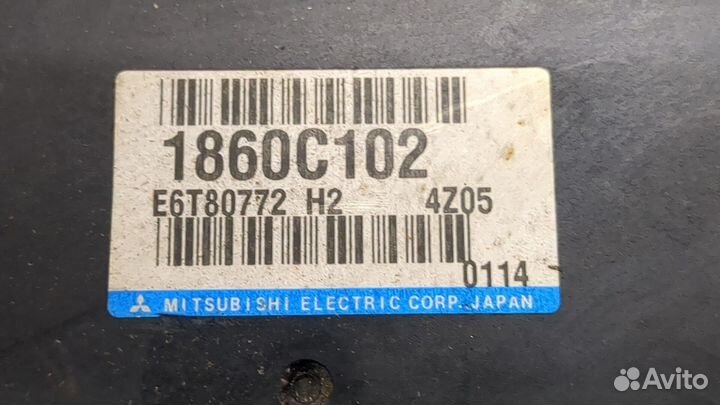 1860C102
E6T80772 H2 4Z05
0114
MITSUBISHI ELECTRIC CORP. JAPAN
Avito